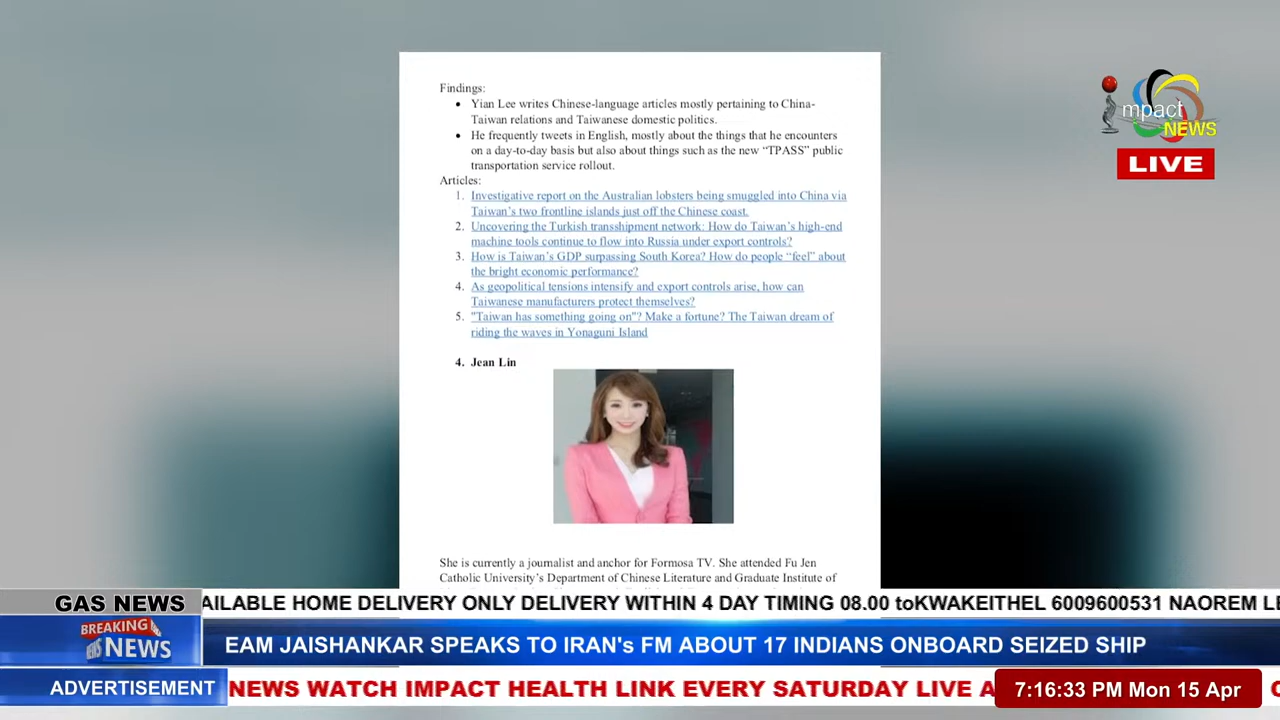 Findings:
Yian Lee writes Chinese-language articles mostly pertaining to China-
Taiwan relations and Taiwanese domestic politics.
He frequently tweets in English, mostly about the things that he encounters
on a day-to-day basis but also about things such as the new “TPASS” public
transportation service rollout.
Articles:
1. Investigative report on the Australian lobsters being smuggled into China via
Taiwan’s two frontline islands just off the Chinese coast.
2. Uncovering the Turkish transshipment network: How do Taiwan’s high-end
machine tools continue to flow into Russia under export controls?
3. How is Taiwan’s GDP surpassing South Korea? How do people “feel” about
the bright economic performance?
4. As geopolitical tensions intensify and export controls arise, how can
Taiwanese manufacturers protect themselves?
5. "Taiwan has something going on"? Make a fortune? The Taiwan dream of
riding the waves in Yonaguni Island
4. Jean Lin
She is currently a journalist and anchor for Formosa TV. She attended Fu Jen
Catholic University’s Department of Chinese Literature and Graduate Institute of
mpact
NEWS
LIVE
GAS NEWS
AILABLE HOME DELIVERY ONLY DELIVERY WITHIN 4 DAY TIMING 08.00 toKWAKEITHEL 6009600531 NAOREM LE
BREAKING
NEWS
EAM JAISHANKAR SPEAKS TO IRAN's FM ABOUT 17 INDIANS ONBOARD SEIZED SHIP
ADVERTISEMENT
NEWS WATCH IMPACT HEALTH LINK EVERY SATURDAY LIVE A
7:16:33 PM Mon 15 Apr